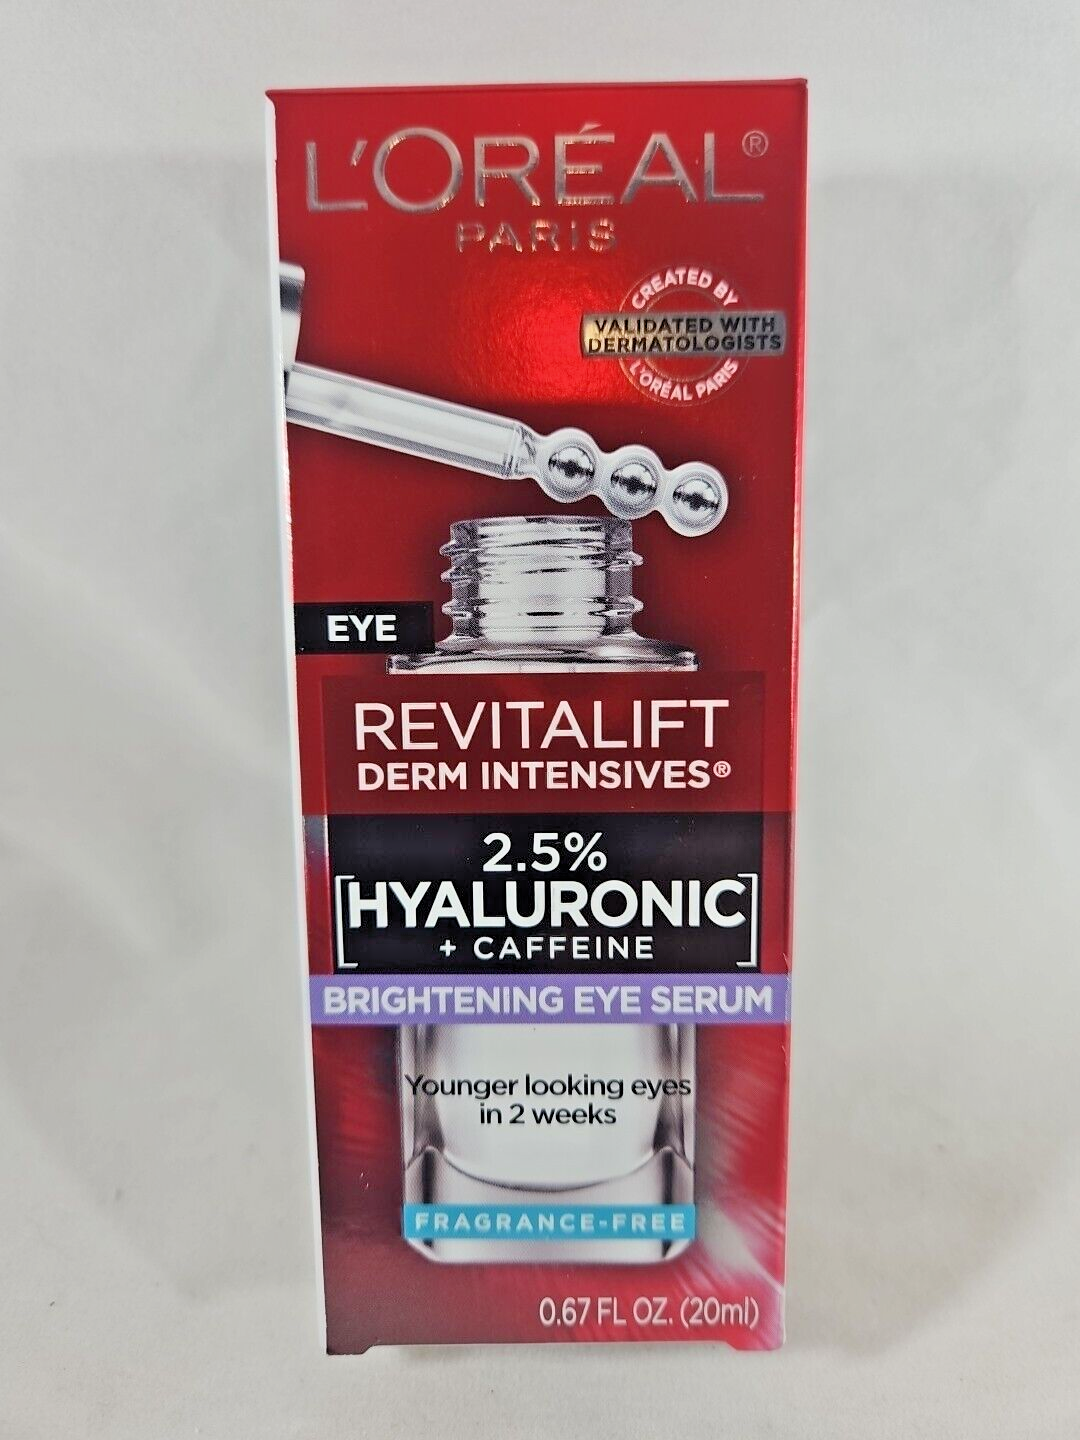 L'ORÉAL®
PARIS
CREATED BY
VALIDATED WITH
DERMATOLOGISTS
L'ORÉAL PARIS
EYE
REVITALIFT
DERM INTENSIVES®
2.5%
[HYALURONIC]
+ CAFFEINE
BRIGHTENING EYE SERUM
Younger looking eyes
in 2 weeks
FRAGRANCE-FREE
0.67 FL OZ. (20ml)